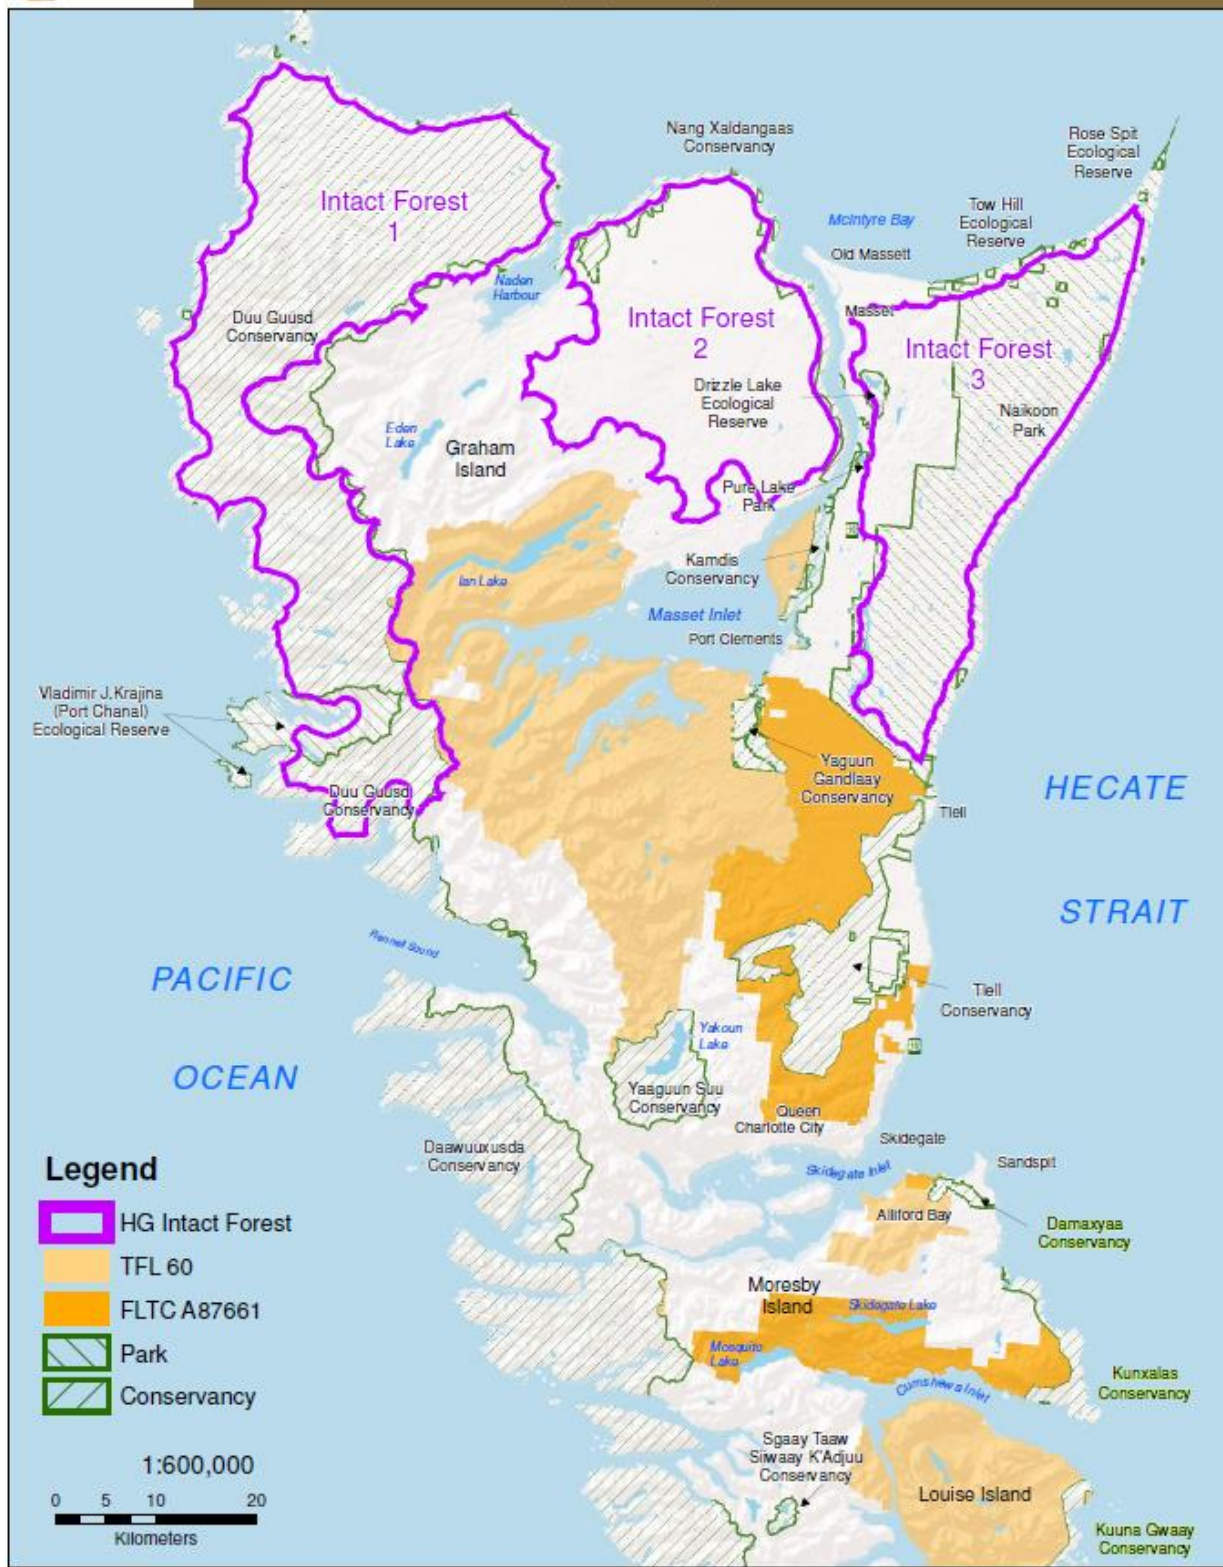 Nang Xaldangaas
Conservancy
Rose Spit
Ecological
Reserve
Intact Forest
1
McIntyre Bay
Tow Hill
Ecological
Reserve
Old Massett
Naden
Harbour
Duu Guusd
Conservancy
Intact Forest
2
Masset
Intact Forest
3
Drizzle Lake
Ecological
Reserve
Naikoon
Park
Eden
Lake
Graham
Island
Pure Lake
Park
Kamdis
Conservancy
Ian Lake
Masset Inlet
Port Clements
Vladimir J.Krajina
(Port Chanal)
Ecological Reserve
Yaguun
Gandlaay
Conservancy
HECATE
Duu Guusd
Conservancy
Tlell
STRAIT
Rennell Sound
PACIFIC
Tlell
Conservancy
Yakoun
Lake
OCEAN
Yaaguun Suu
Conservancy
Queen
Charlotte City
Skidegate
Daawuuxusda
Conservancy
Skidegate Inlet
Sandspit
Legend
HG Intact Forest
Alliford Bay
Damaxyaa
Conservancy
TFL 60
Moresby
Island
Skidegate Lake
FLTC A87661
Park
Mosquito
Lake
Conservancy
Cumshewa Inlet
Kunxalas
Conservancy
1:600,000
Sgaay Taaw
Siiwaay K'Adjuu
Conservancy
0 5 10 20
Kilometers
Louise Island
Kuuna Gwaay
Conservancy